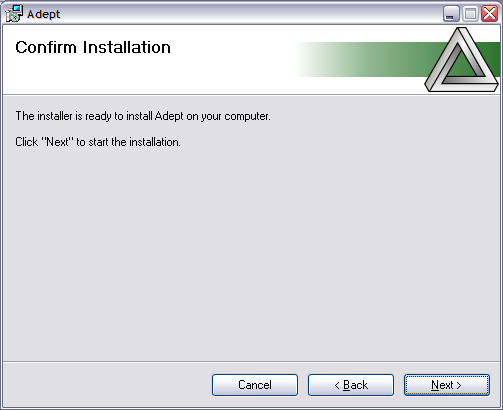 Adept
Confirm Installation
The installer is ready to install Adept on your computer.
Click "Next" to start the installation.
Cancel
< Back
Next >